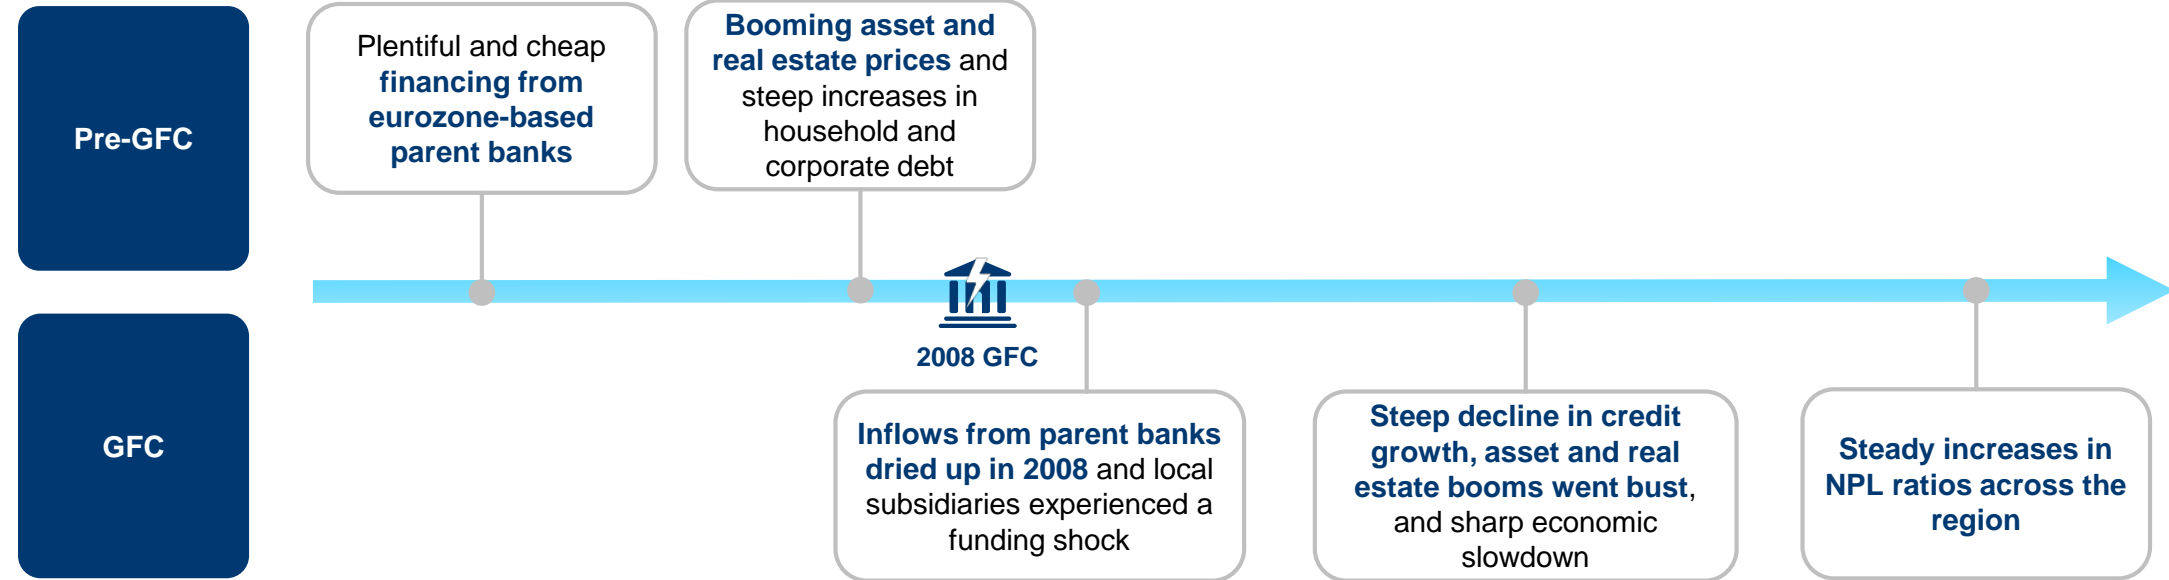 Pre-GFC
Plentiful and cheap
financing from
eurozone-based
parent banks
Booming asset and
real estate prices and
steep increases in
household and
corporate debt
2008 GFC
GFC
Inflows from parent banks
dried up in 2008 and local
subsidiaries experienced a
funding shock
Steep decline in credit
growth, asset and real
estate booms went bust,
and sharp economic
slowdown
Steady increases in
NPL ratios across the
region